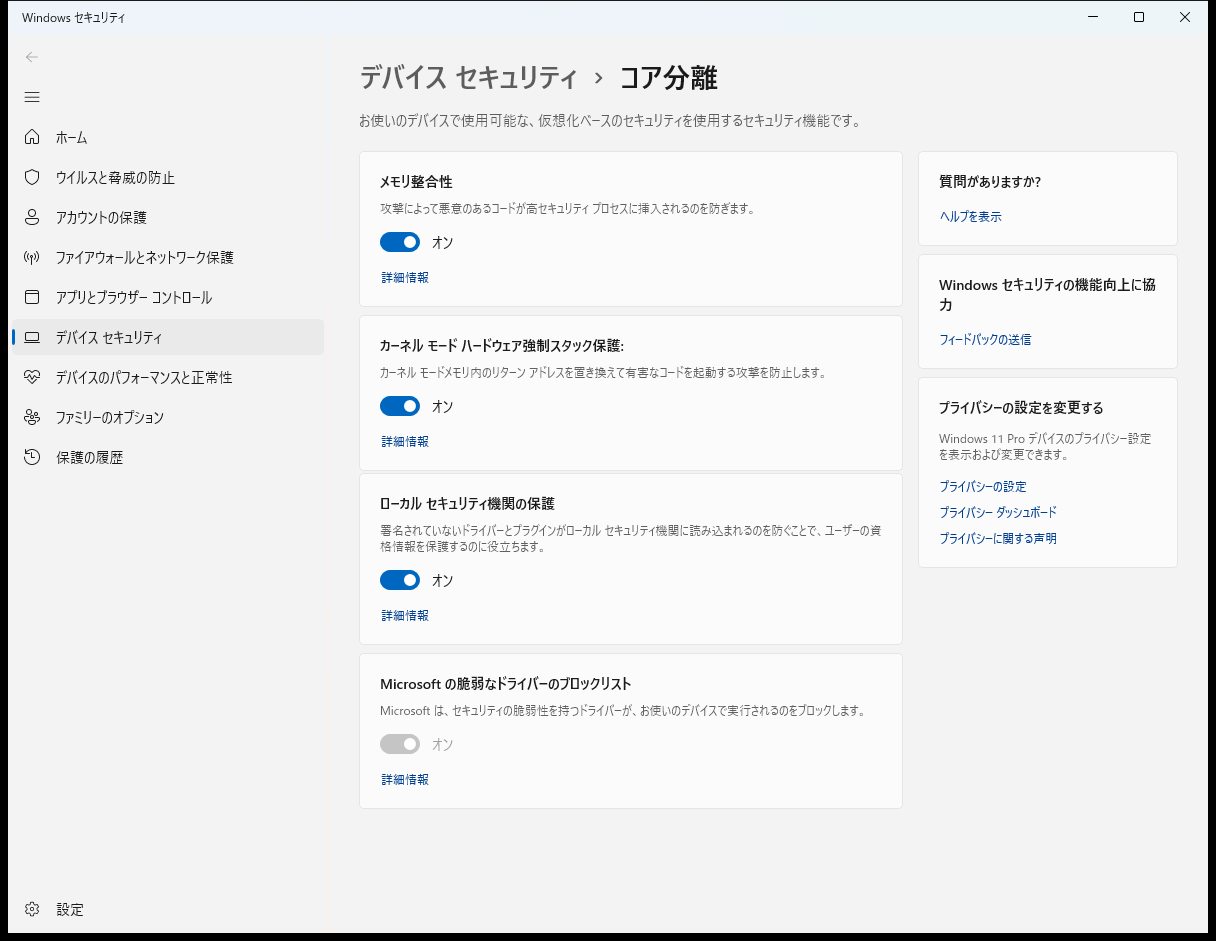 Windows セキュリティ
ホーム
ウイルスと脅威の防止
アカウントの保護
ファイアウォールとネットワーク保護
アプリとブラウザー コントロール
デバイス セキュリティ
デバイスのパフォーマンスと正常性
ファミリーのオプション
保護の履歴
設定
デバイス セキュリティ › コア分離
お使いのデバイスで使用可能な、仮想化ベースのセキュリティを使用するセキュリティ機能です。
メモリ整合性
攻撃によって悪意のあるコードが高セキュリティ プロセスに挿入されるのを防ぎます。
オン
詳細情報
カーネル モード ハードウェア強制スタック保護:
カーネル モードメモリ内のリターン アドレスを置き換えて有害なコードを起動する攻撃を防止します。
オン
詳細情報
ローカル セキュリティ機関の保護
署名されていないドライバーとプラグインがローカル セキュリティ機関に読み込まれるのを防ぐことで、ユーザーの資
格情報を保護するのに役立ちます。
オン
詳細情報
Microsoft の脆弱なドライバーのブロックリスト
Microsoft は、セキュリティの脆弱性を持つドライバーが、お使いのデバイスで実行されるのをブロックします。
オン
詳細情報
質問がありますか?
ヘルプを表示
Windows セキュリティの機能向上に協
力
フィードバックの送信
プライバシーの設定を変更する
Windows 11 Pro デバイスのプライバシー設定
を表示および変更できます。
プライバシーの設定
プライバシー ダッシュボード
プライバシーに関する声明